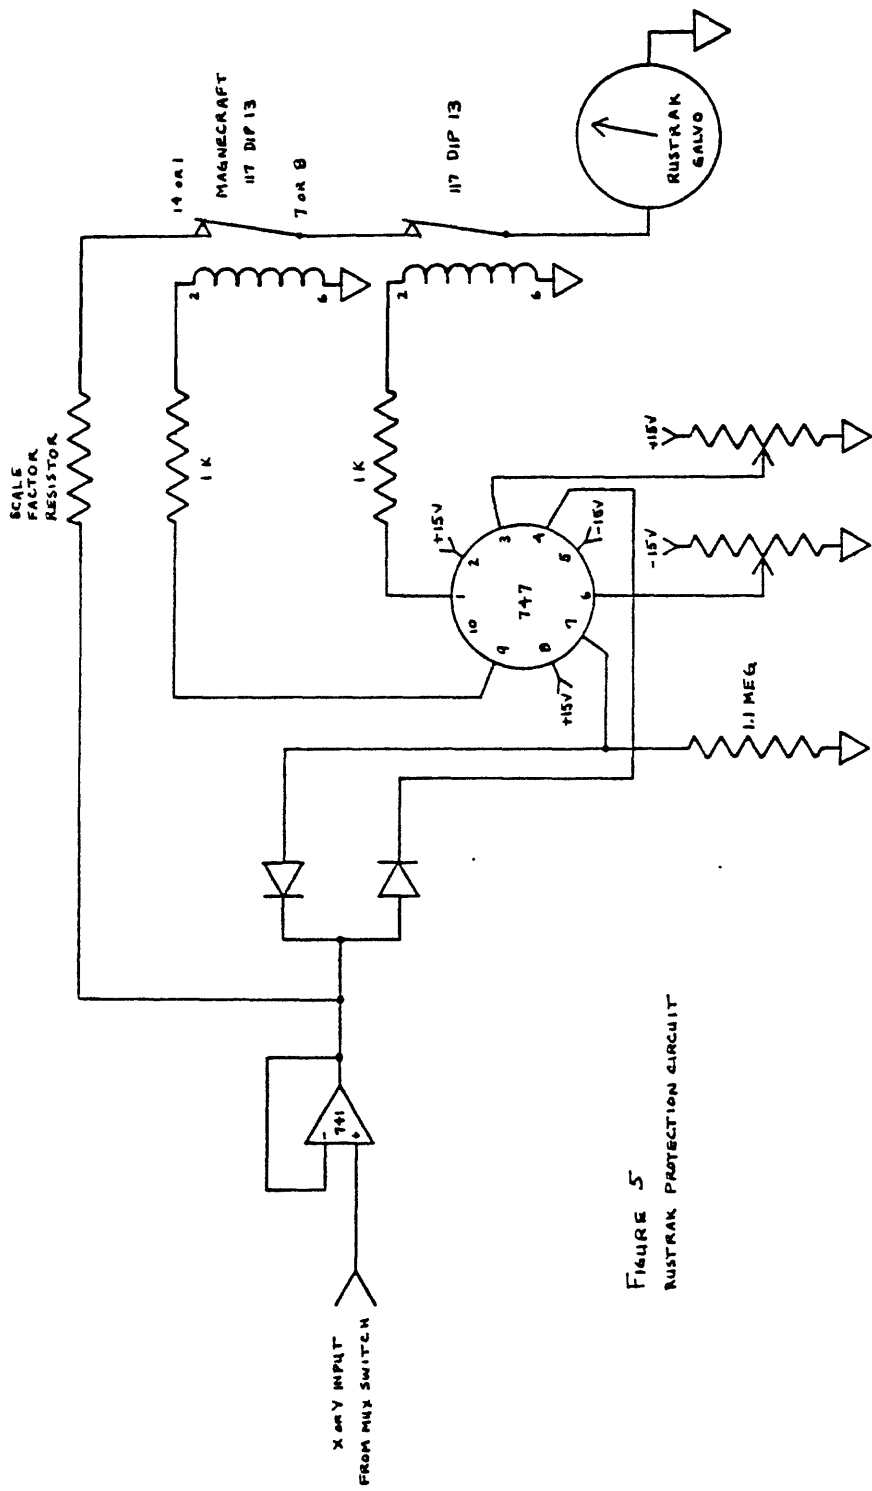 SCALE
FACTOR
RESISTOR
14 OR 1
MAGNECRAFT
117 DIP 13
7 OR 8
117 DIP 13
2
6
2
6
1K
1K
RUSTRAK
GALVO
747
1
2
3
4
5
6
7
8
9
10
+15V
-15V
+15V
+15V
-15V
1.1 MEG
741
-
+
X OR Y INPUT
FROM MUX SWITCH
FIGURE 5
RUSTRAK PROTECTION CIRCUIT